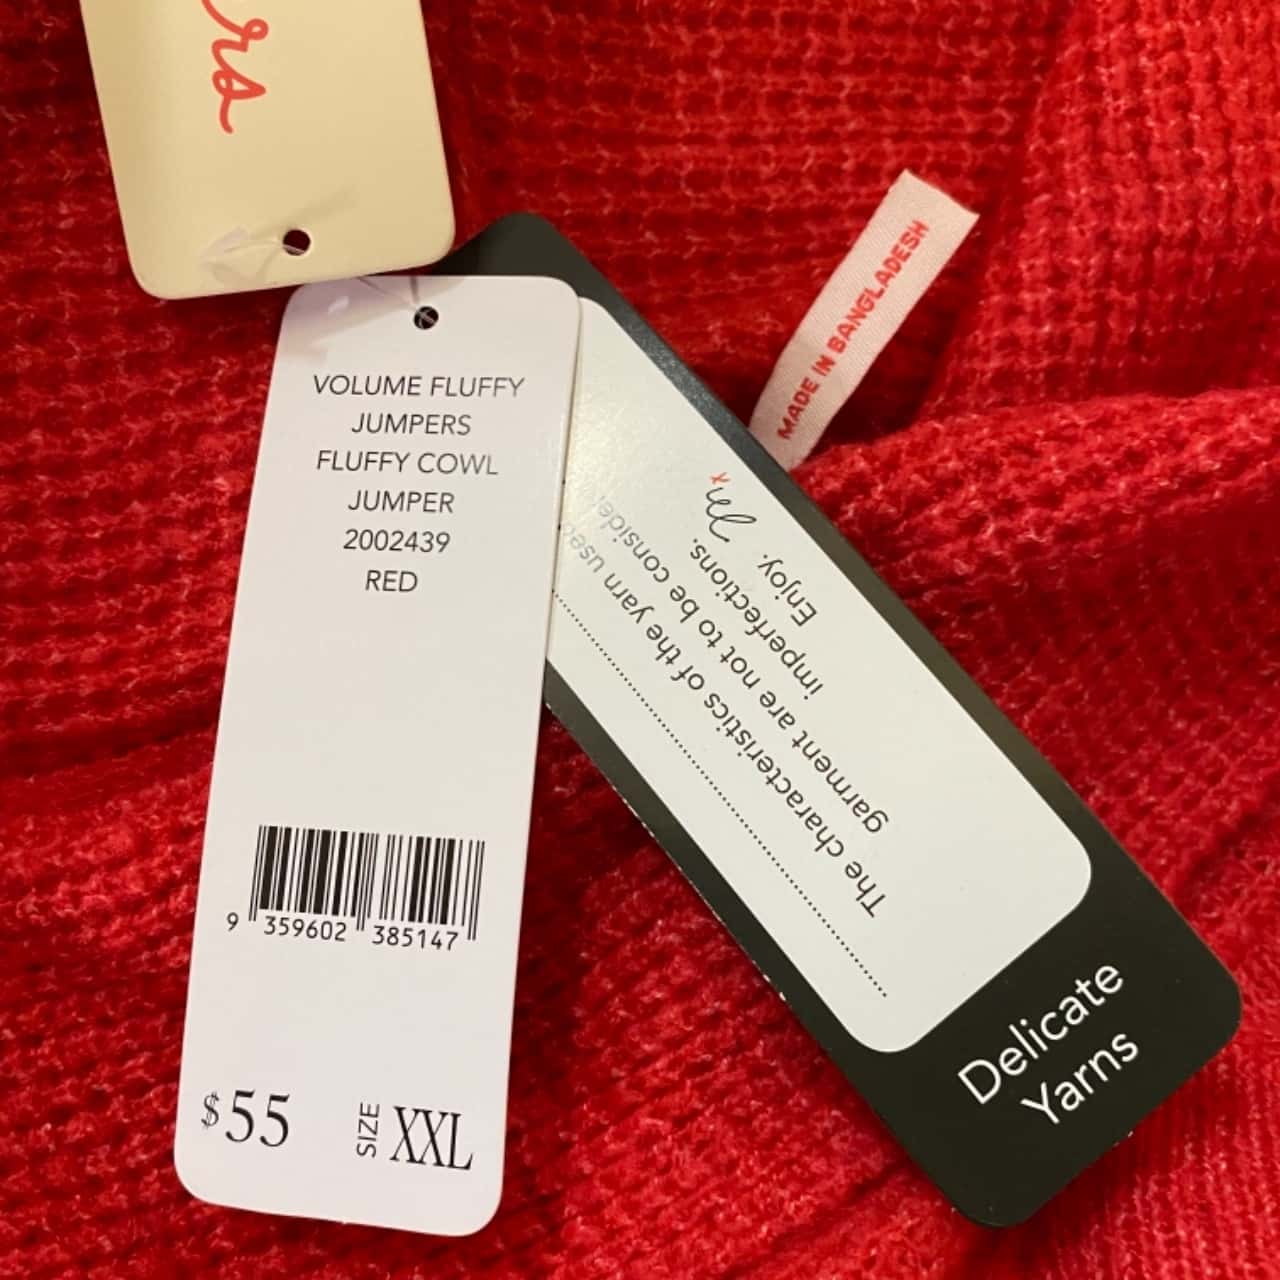 rs
VOLUME FLUFFY
JUMPERS
FLUFFY COWL
JUMPER
2002439
RED
9 359602 385147
$55
SIZE XXL
MADE IN BANGLADESH
The characteristics of the yarn used
garment are not to be
imperfections.
Enjoy.
Delicate
Yarns